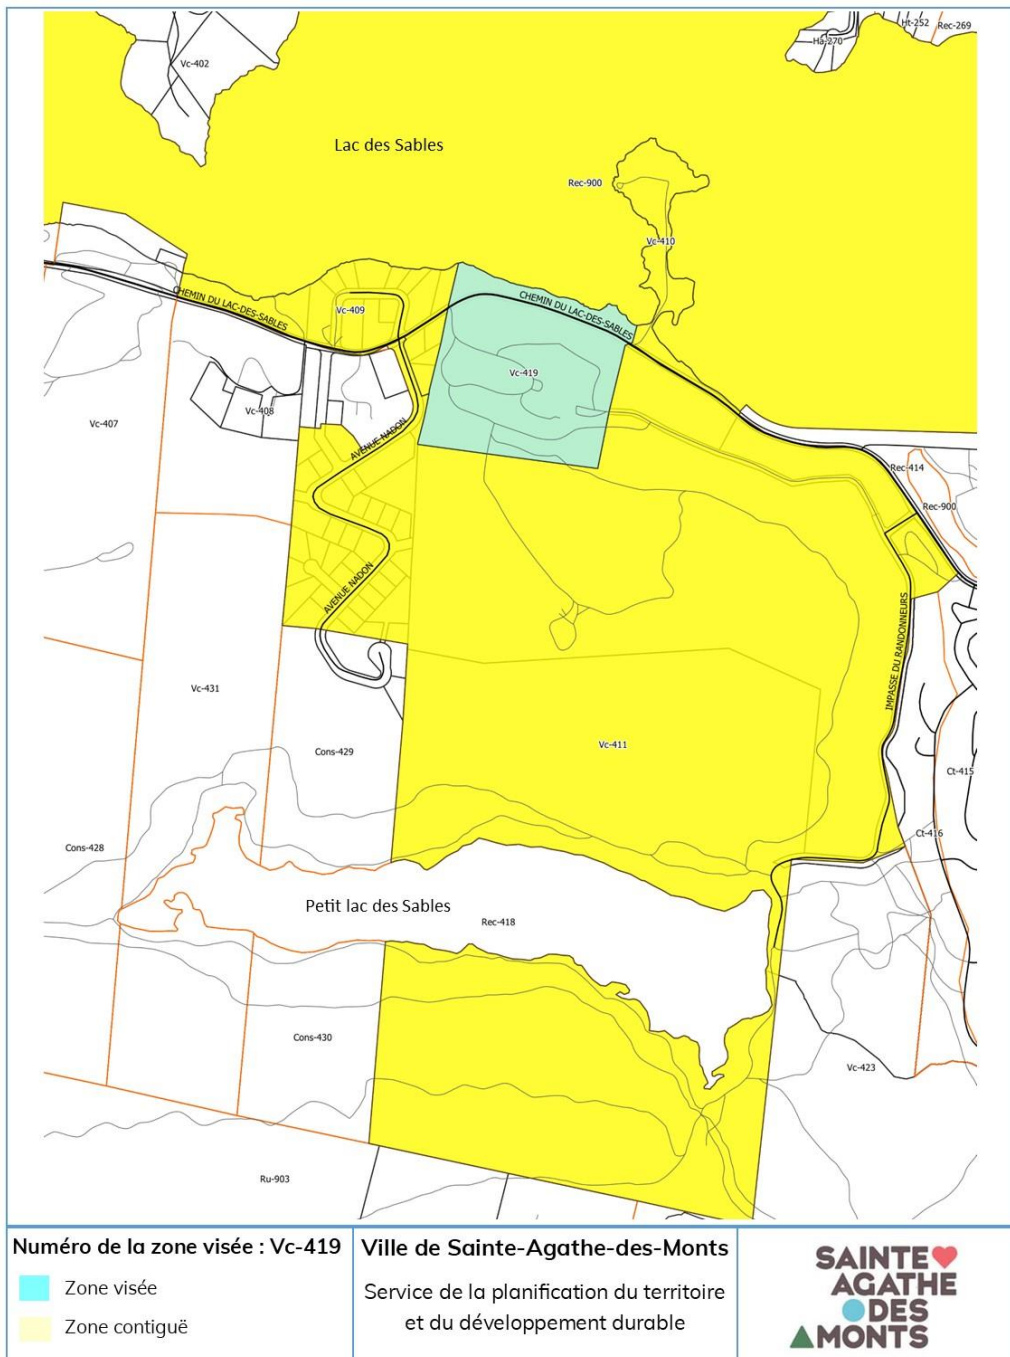 Ht-252
Rec-269
Ha-270
Vc-402
Lac des Sables
Rec-900
Vc-410
CHEMIN DU LAC-DES-SABLES
CHEMIN DU LAC-DES-SABLES
Vc-409
Vc-419
Vc-408
Vc-407
AVENUE NADON
Rec-414
Rec-900
AVENUE NADON
IMPASSE DU RANDONNEURS
Vc-431
Cons-429
Vc-411
Ct-415
Ct-416
Cons-428
Petit lac des Sables
Rec-418
Cons-430
Vc-423
Ru-903
Numéro de la zone visée : Vc-419
Zone visée
Zone contiguë
Ville de Sainte-Agathe-des-Monts
Service de la planification du territoire
et du développement durable
SAINTE
AGATHE
DES
MONTS